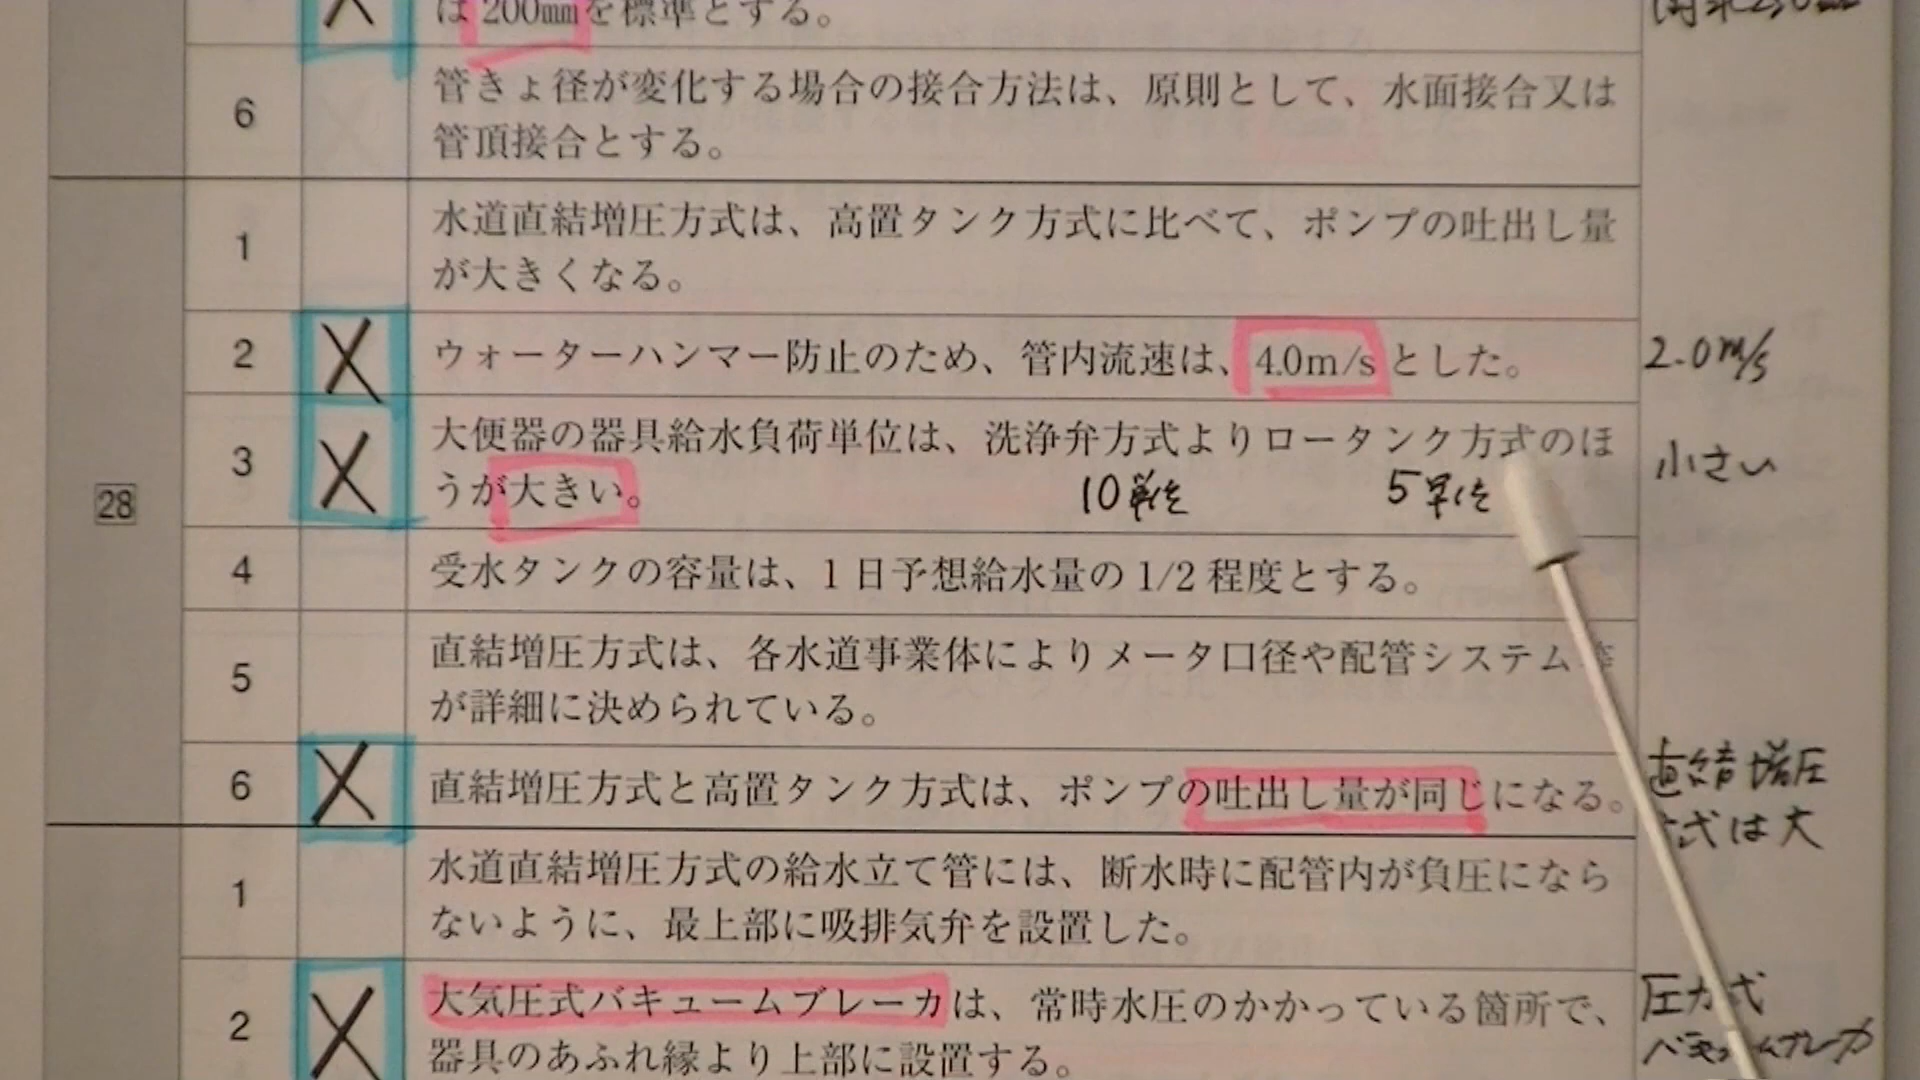 は 200mm を標準とする。
6
管きょ径が変化する場合の接合方法は、原則として、水面接合又は
管頂接合とする。
28
1
水道直結増圧方式は、高置タンク方式に比べて、ポンプの吐出し量
が大きくなる。
2
X
ウォーターハンマー防止のため、管内流速は、4.0m/s とした。
2.0m/s
3
X
大便器の器具給水負荷単位は、洗浄弁方式よりロータンク方式のほ
うが大きい。
10単位
5単位
小さい
4
受水タンクの容量は、1 日予想給水量の 1/2 程度とする。
5
直結増圧方式は、各水道事業体によりメータ口径や配管システム
が詳細に決められている。
6
X
直結増圧方式と高置タンク方式は、ポンプの吐出し量が同じになる。
直結増圧
式は大
1
水道直結増圧方式の給水立て管には、断水時に配管内が負圧になら
ないように、最上部に吸排気弁を設置した。
2
X
大気圧式バキュームブレーカは、常時水圧のかかっている箇所で、
器具のあふれ縁より上部に設置する。
圧力式